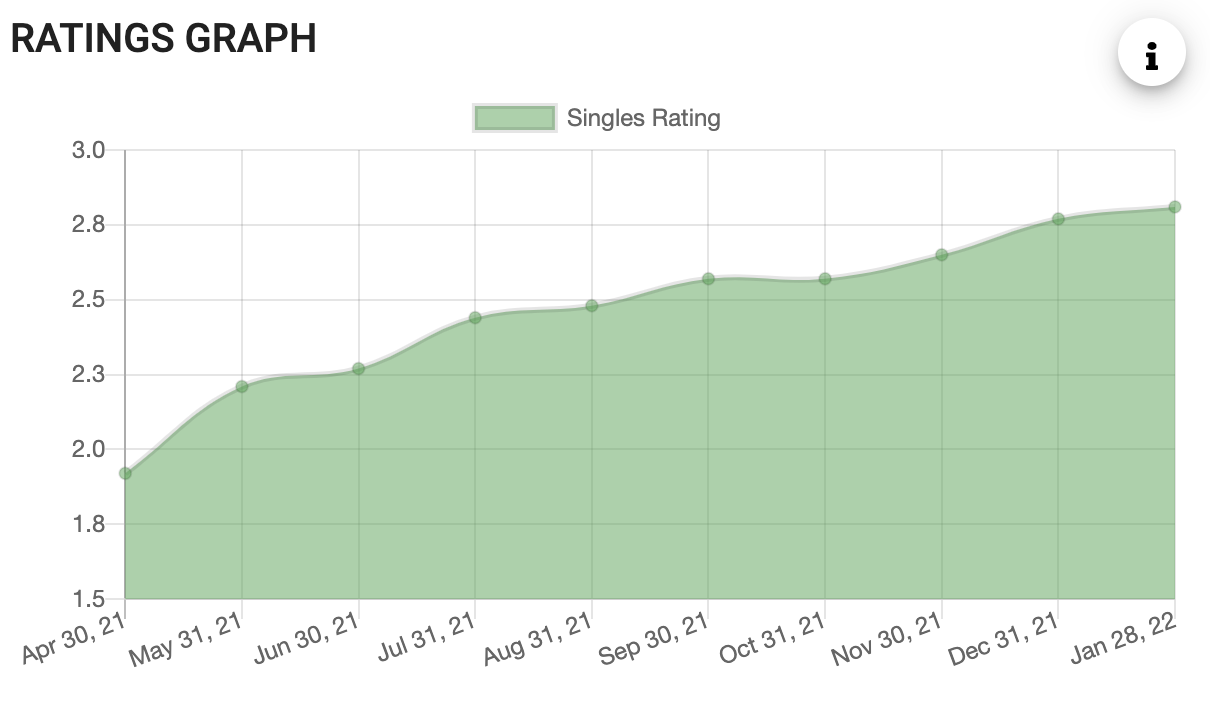 RATINGS GRAPH
i
Singles Rating
3.0
2.8
2.5
2.3
2.0
1.8
1.5
Apr 30, 21
May 31, 21
Jun 30, 21
Jul 31, 21
Aug 31, 21
Sep 30, 21
Oct 31, 21
Nov 30, 21
Dec 31, 21
Jan 28, 22